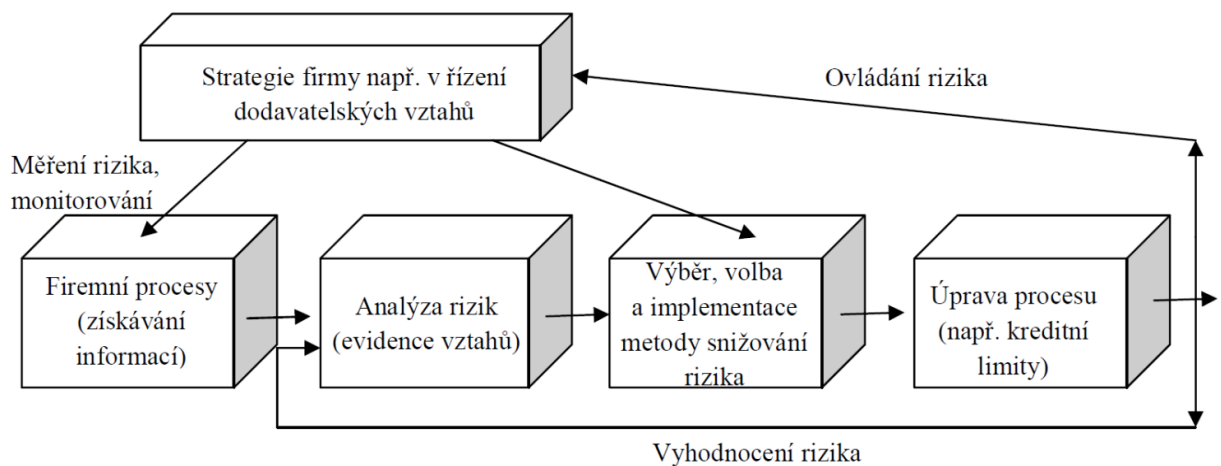 Strategie firmy např. v řízení
dodavatelských vztahů
Ovládání rizika
Měření rizika,
monitorování
Firemní procesy
(získávání
informací)
Analýza rizik
(evidence vztahů)
Výběr, volba
a implementace
metody snižování
rizika
Úprava procesu
(např. kreditní
limity)
Vyhodnocení rizika